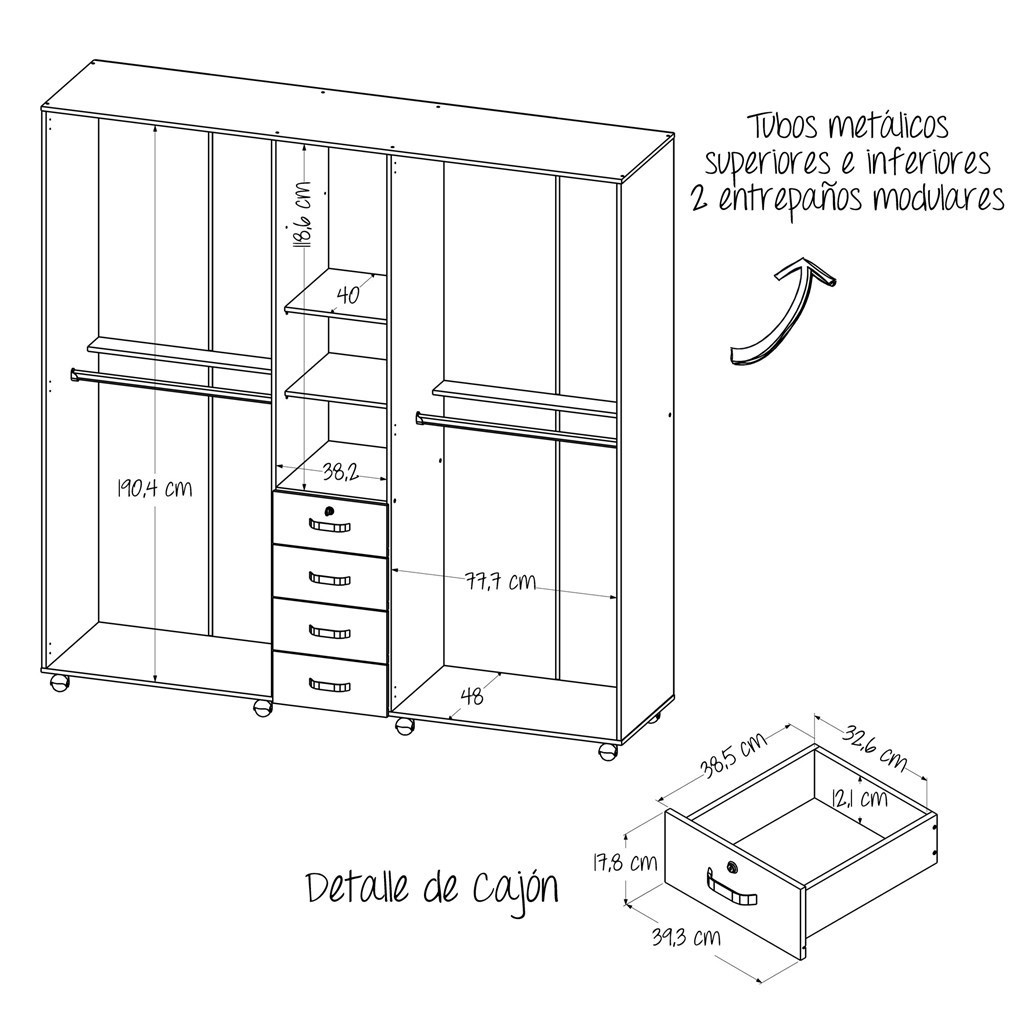 Tubos metálicos
superiores e inferiores
2 entrepaños modulares
118,6 cm
40
38,2
190,4 cm
77,7 cm
48
38,5 cm
32,6 cm
12,1 cm
17,8 cm
39,3 cm
Detalle de Cajón